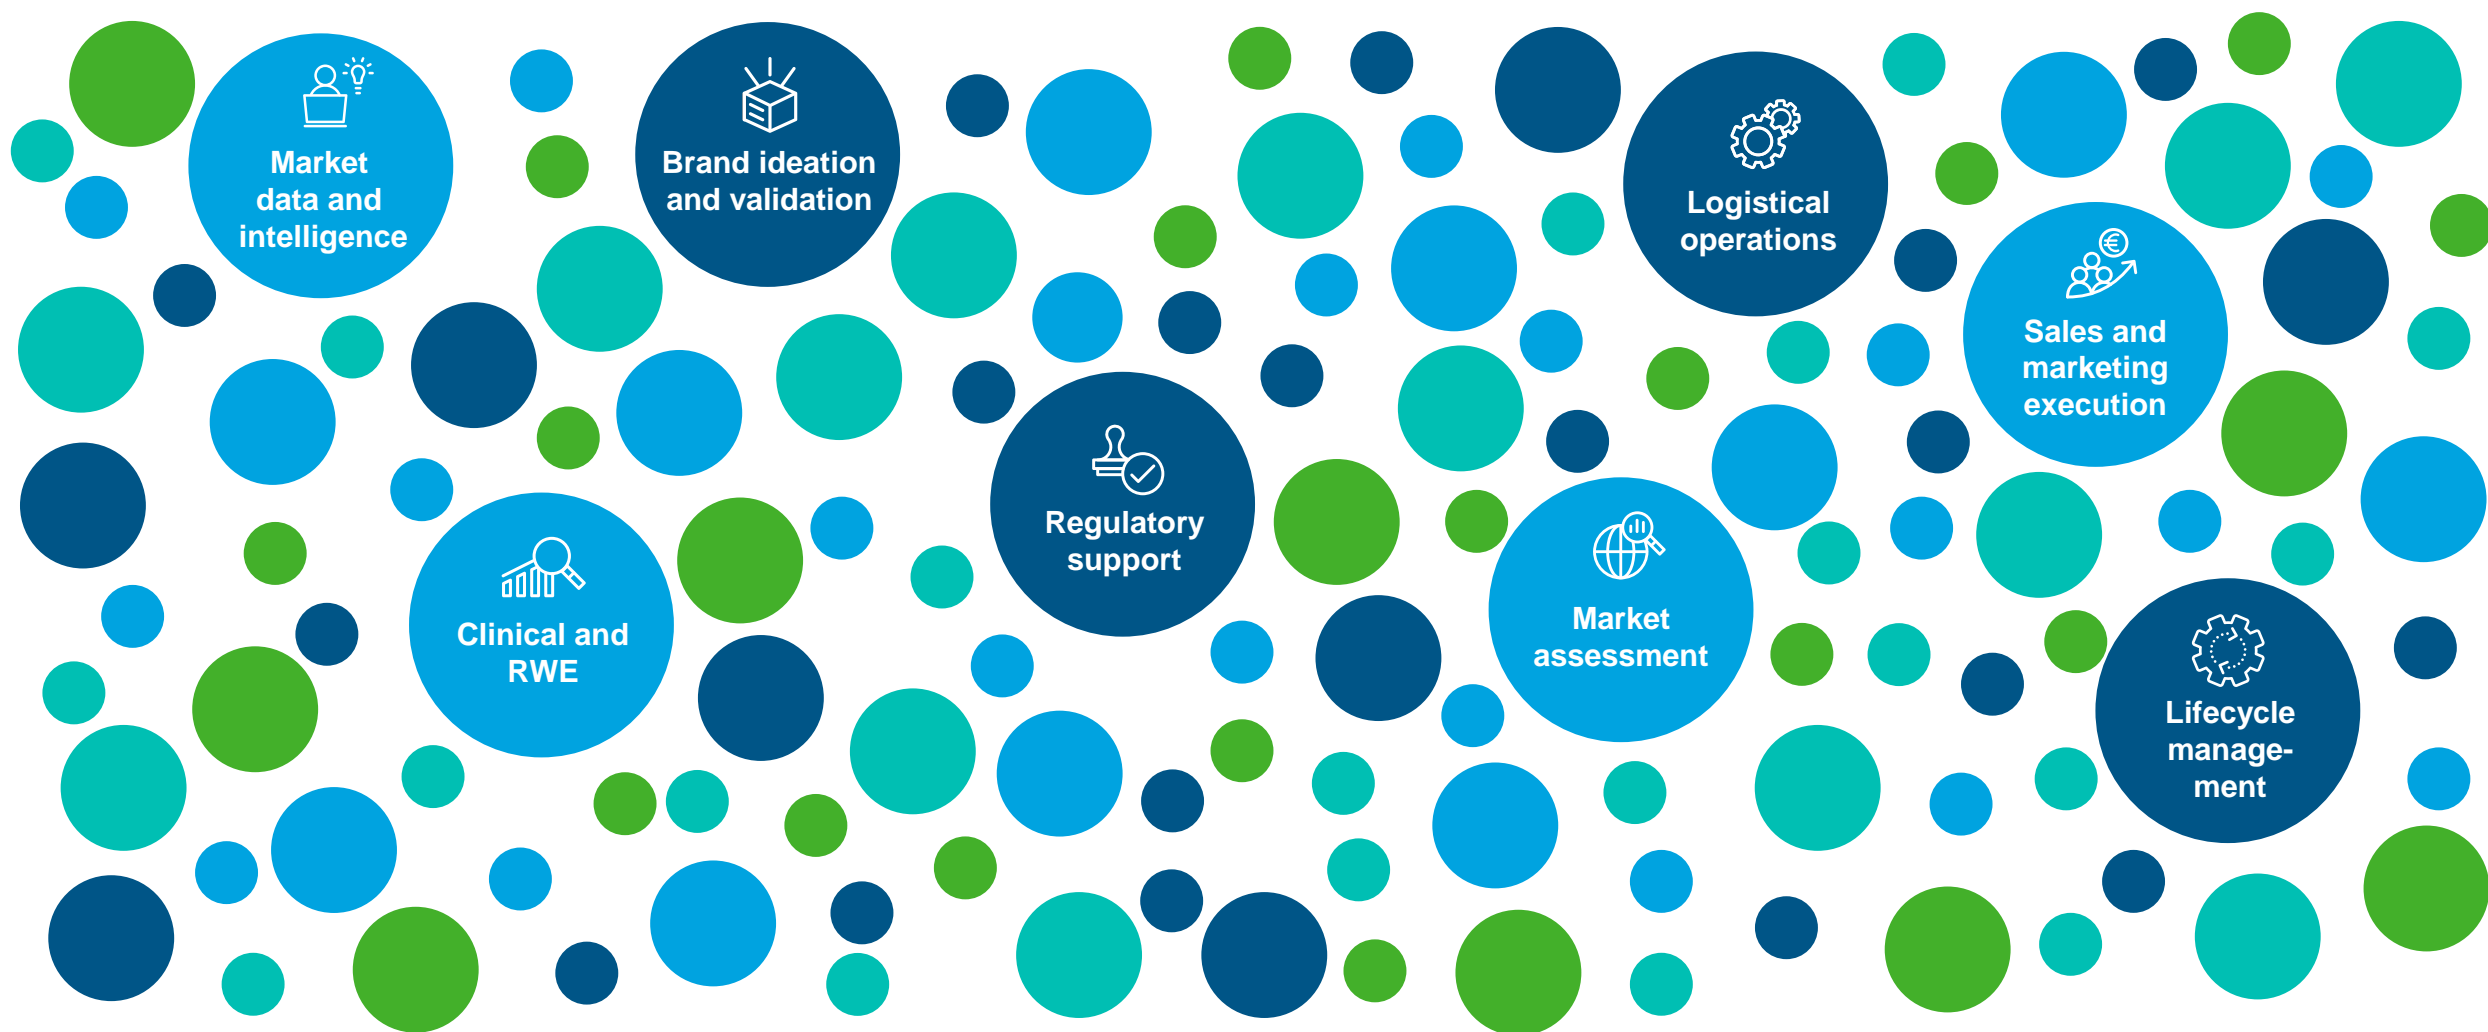 Market
data and
intelligence
Brand ideation
and validation
Logistical
operations
Sales and
marketing
execution
Regulatory
support
Clinical and
RWE
Market
assessment
Lifecycle
manage-
ment